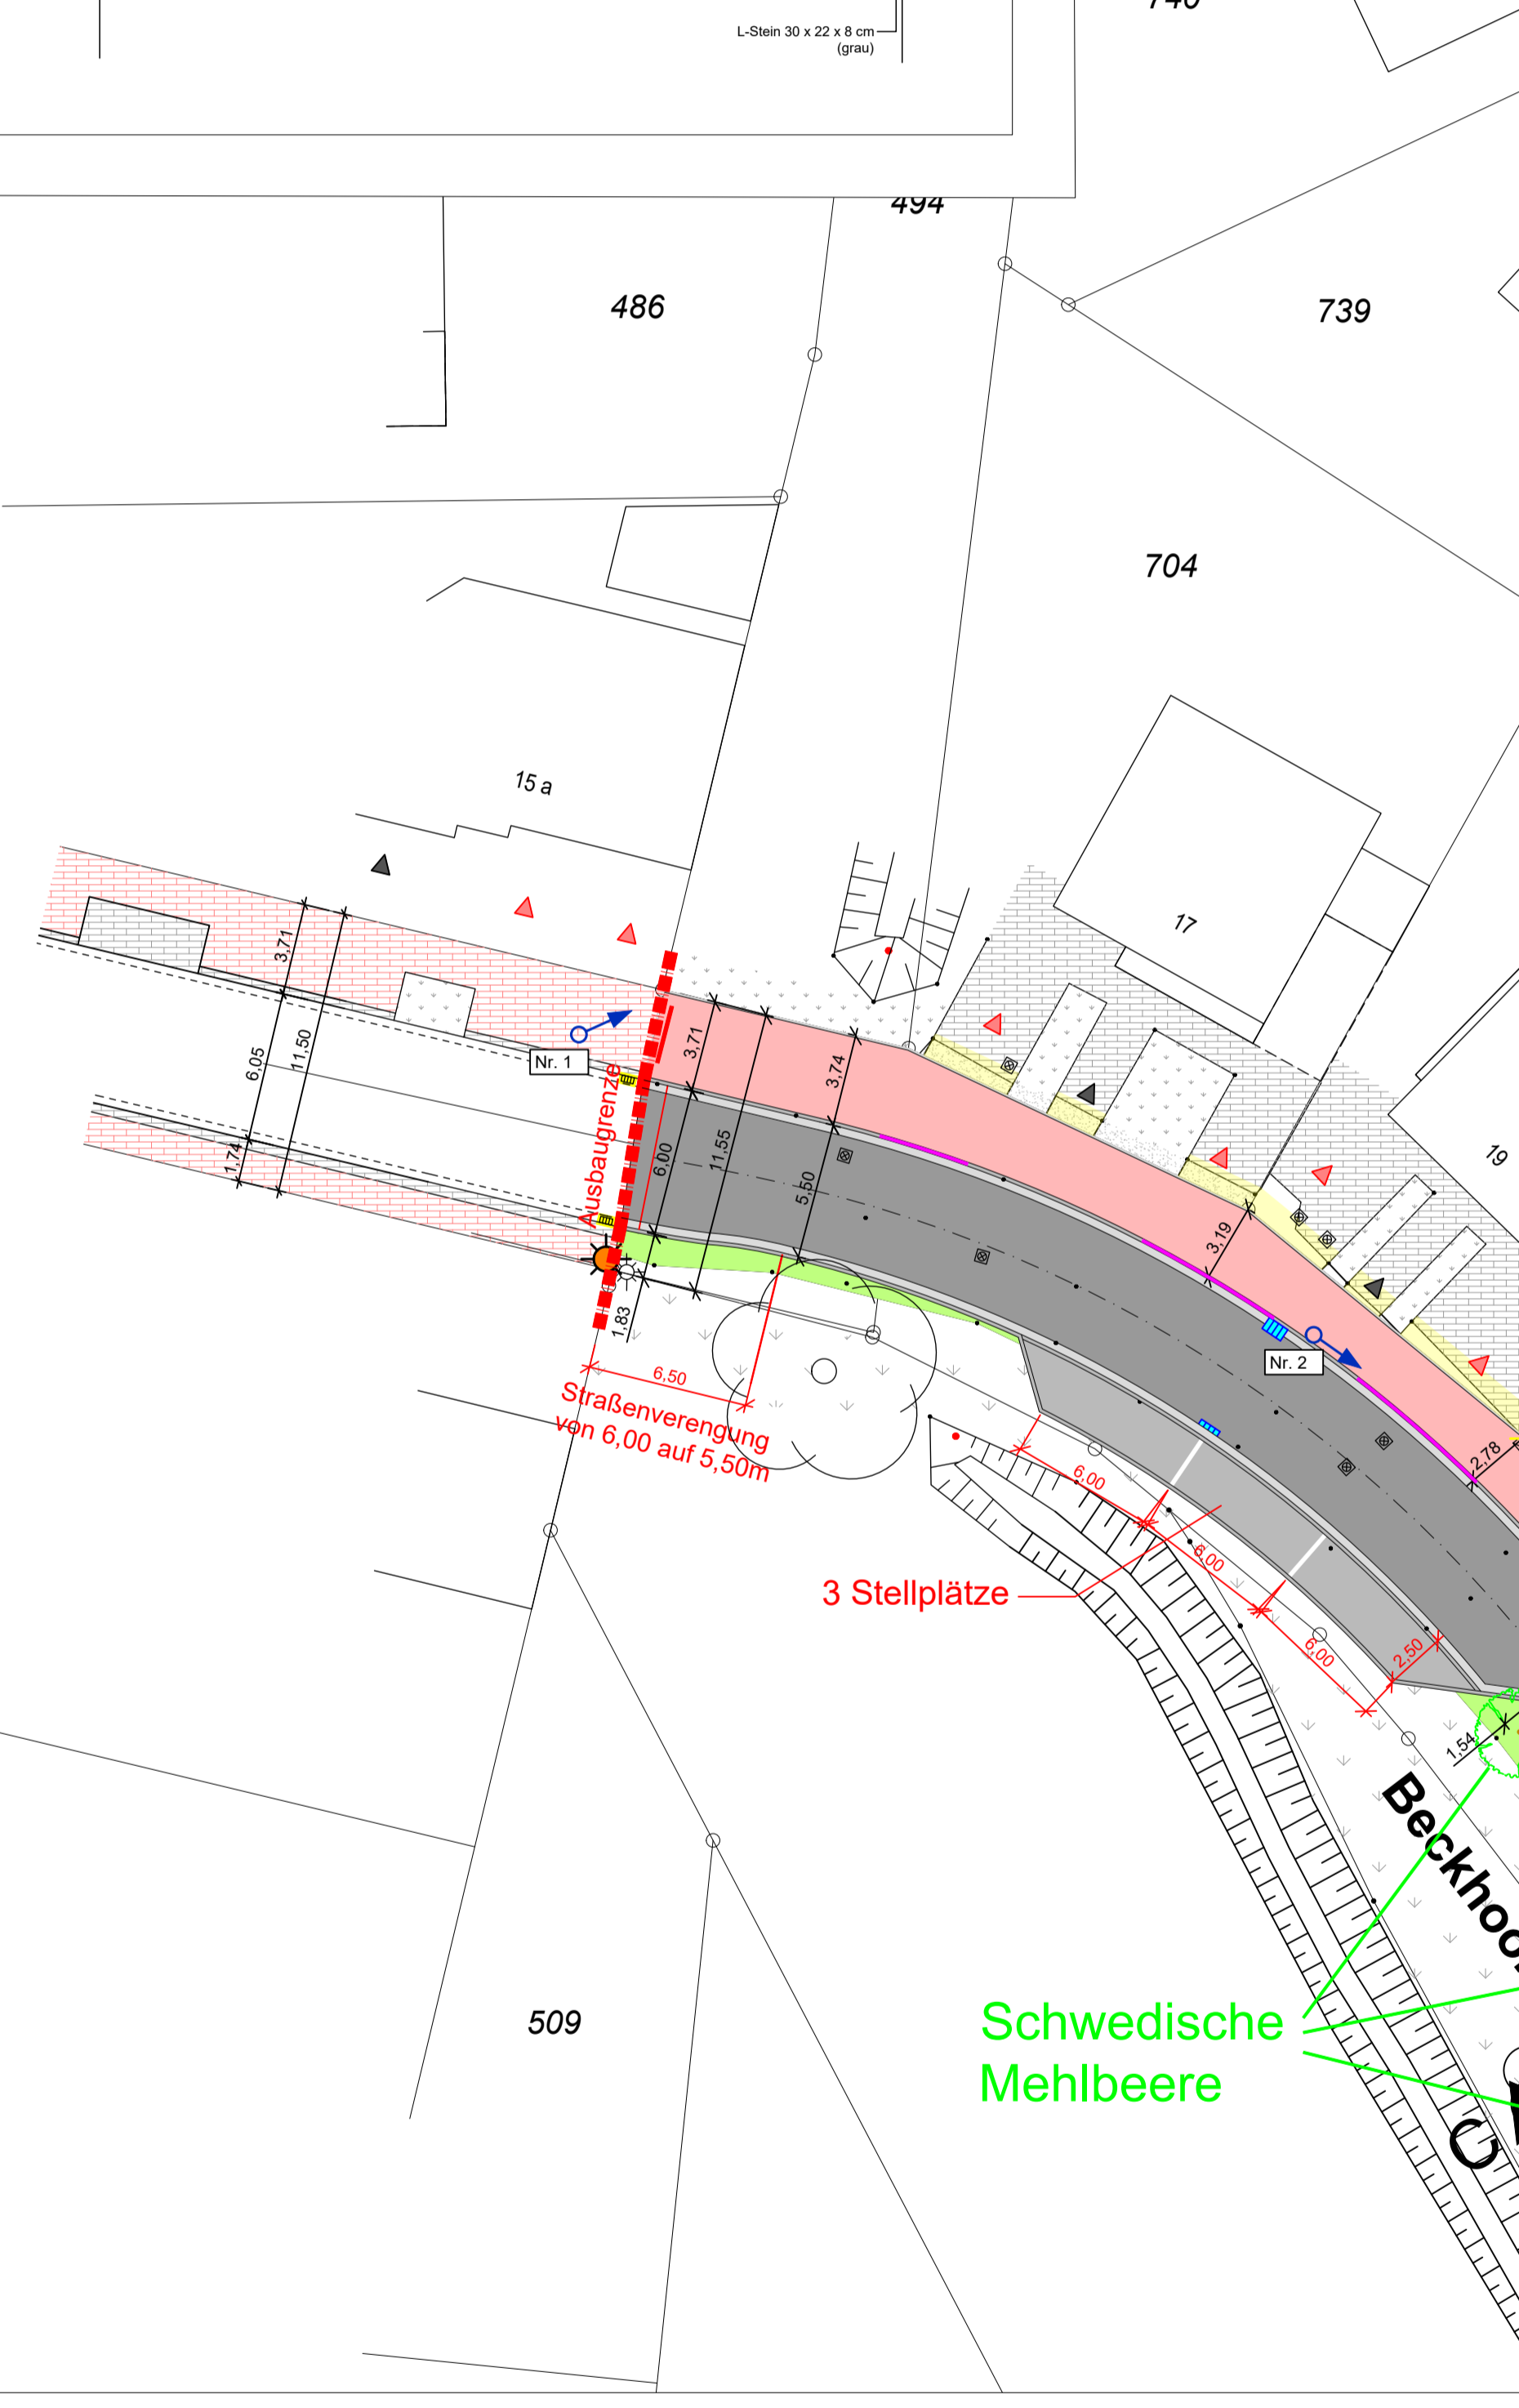 740
L-Stein 30 x 22 x 8 cm
(grau)
494
486
739
704
15 a
17
19
3,71
6,05
11,50
1,74
Nr. 1
Ausbaugrenze
3,71
6,00
11,55
3,74
5,50
1,83
3,19
Nr. 2
2,78
6,50
Straßenverengung
von 6,00 auf 5,50m
6,00
6,00
6,00
2,50
3 Stellplätze
1,54
Beckhoo
Schwedische
Mehlbeere
509